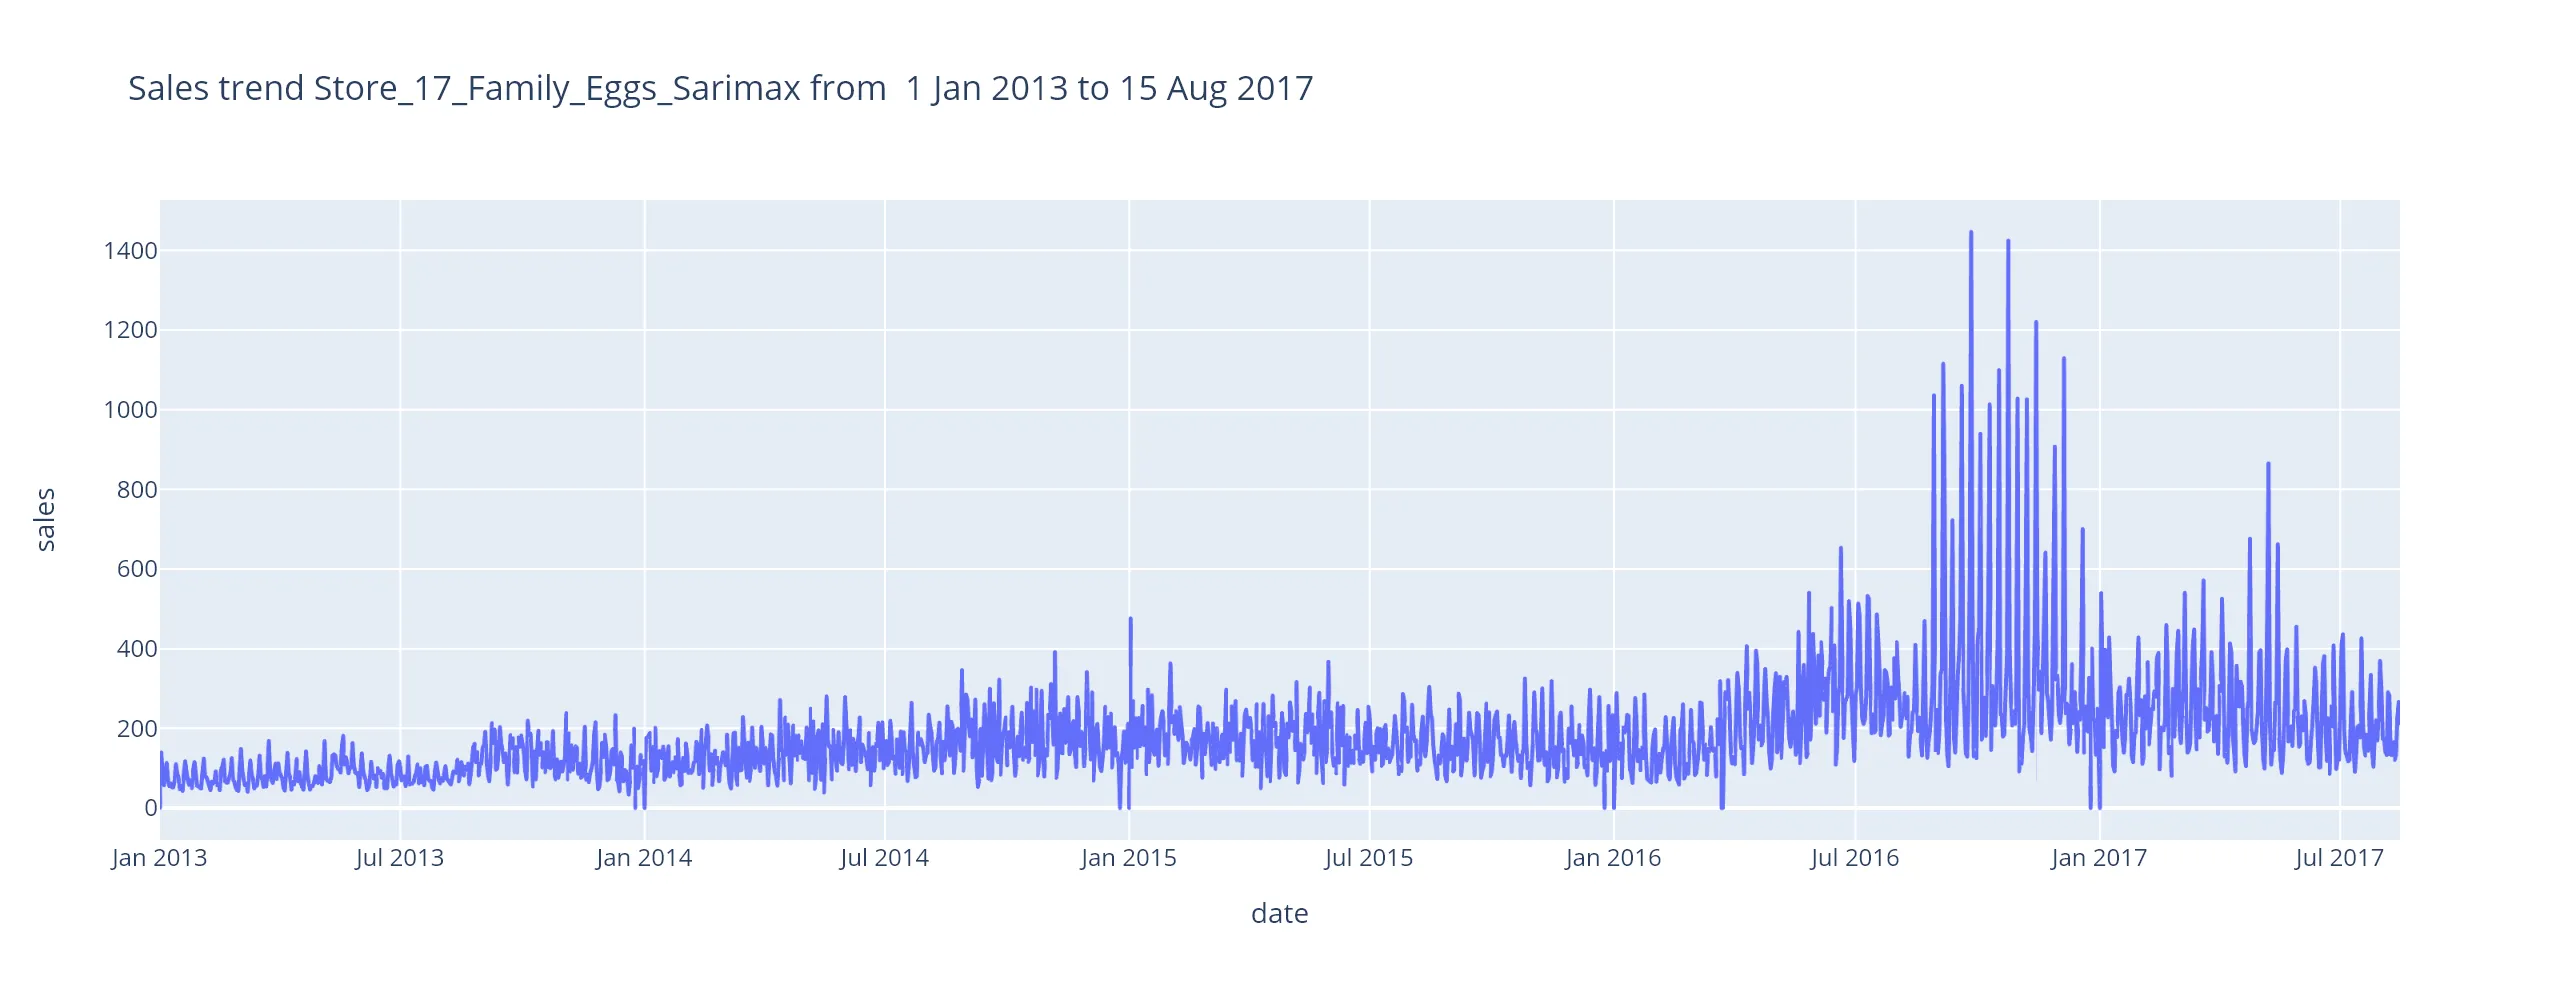 Sales trend Store_17_Family_Eggs_Sarimax from  1 Jan 2013 to 15 Aug 2017
1400
1200
1000
800
600
400
200
0
sales
Jan 2013 Jul 2013 Jan 2014 Jul 2014 Jan 2015 Jul 2015 Jan 2016 Jul 2016 Jan 2017 Jul 2017
date